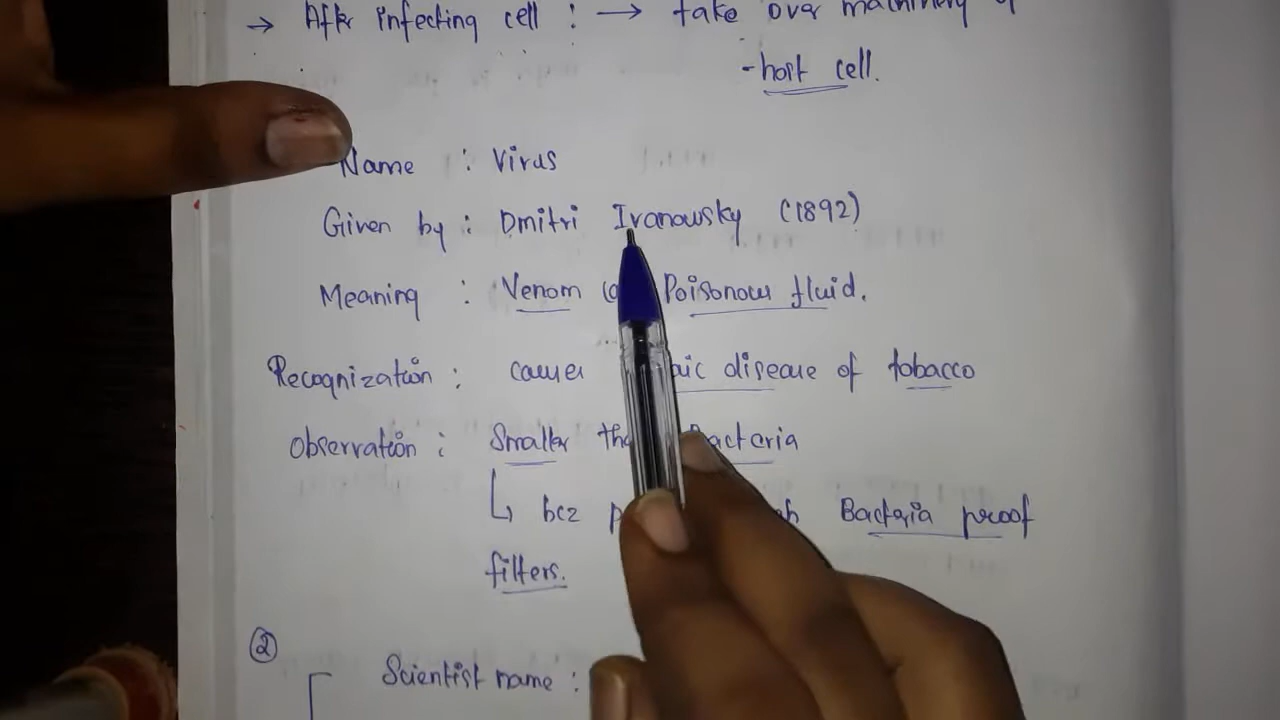 → After infecting cell : → take over machinery
-host cell.
Name : Virus
Given by : Dmitri Ivanowsky (1892)
Meaning : Venom Poisonous fluid.
Recognization : causes disease of tobacco
Observation : Smaller Bacteria
↳ bcz Bacteria proof
filters.
②
Scientist name :